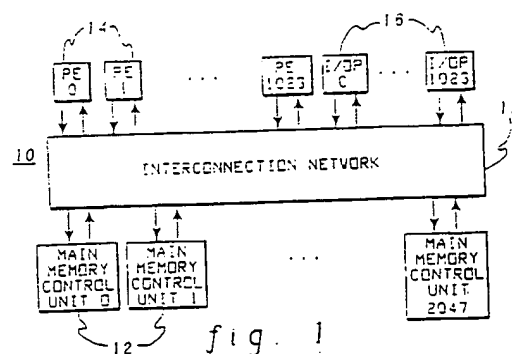 14
16
PE
0
PE
1
. . .
PE
1023
I/OP
0
. . .
I/OP
1023
10
INTERCONNECTION NETWORK
MAIN
MEMORY
CONTROL
UNIT 0
MAIN
MEMORY
CONTROL
UNIT 1
. . .
MAIN
MEMORY
CONTROL
UNIT
2047
12
fig. 1